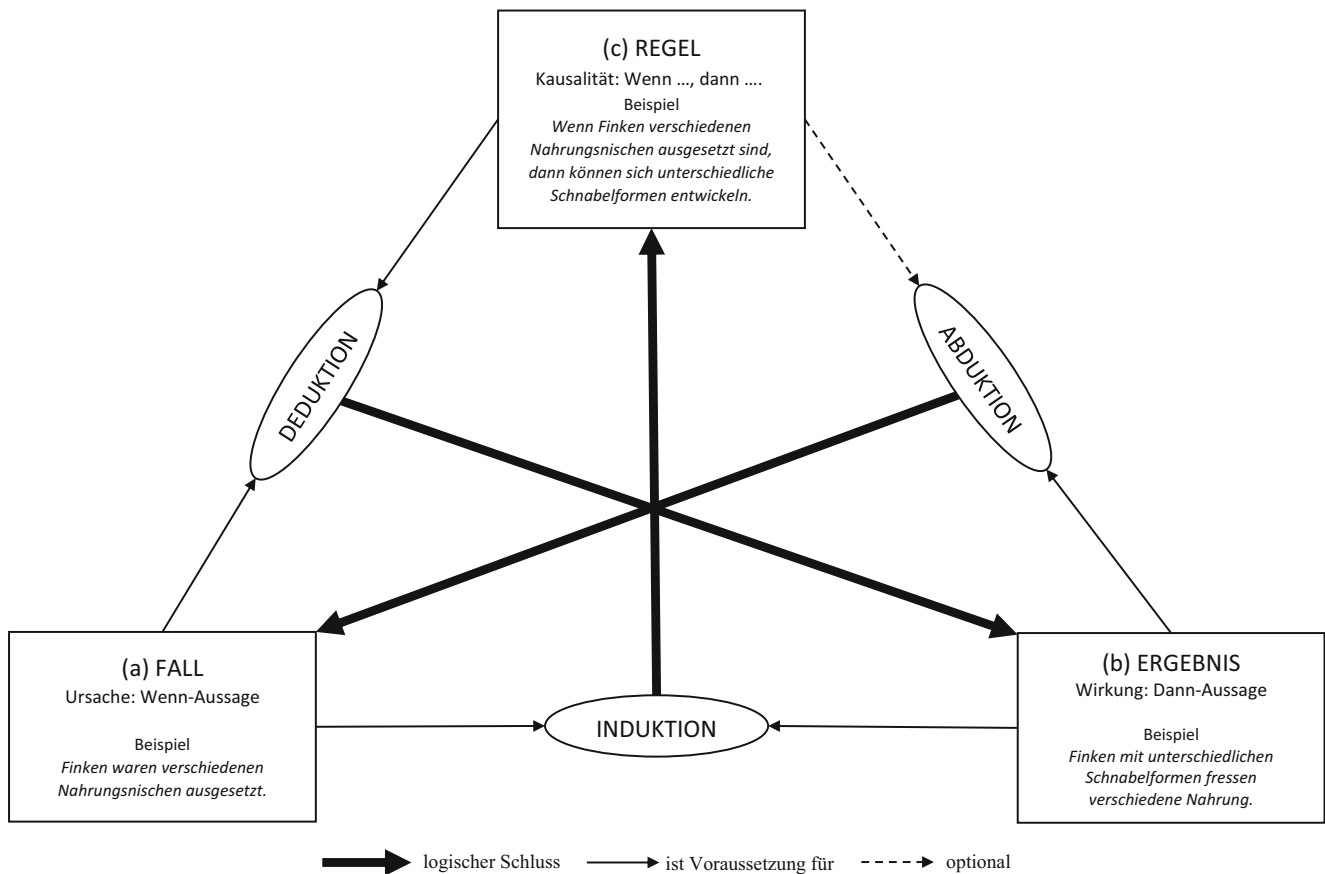 (c) REGEL
Kausalität: Wenn …, dann ….
Beispiel
Wenn Finken verschiedenen
Nahrungsnischen ausgesetzt sind,
dann können sich unterschiedliche
Schnabelformen entwickeln.
DEDUKTION
ABDUKTION
(a) FALL
Ursache: Wenn-Aussage
Beispiel
Finken waren verschiedenen
Nahrungsnischen ausgesetzt.
INDUKTION
(b) ERGEBNIS
Wirkung: Dann-Aussage
Beispiel
Finken mit unterschiedlichen
Schnabelformen fressen
verschiedene Nahrung.
logischer Schluss
ist Voraussetzung für
optional